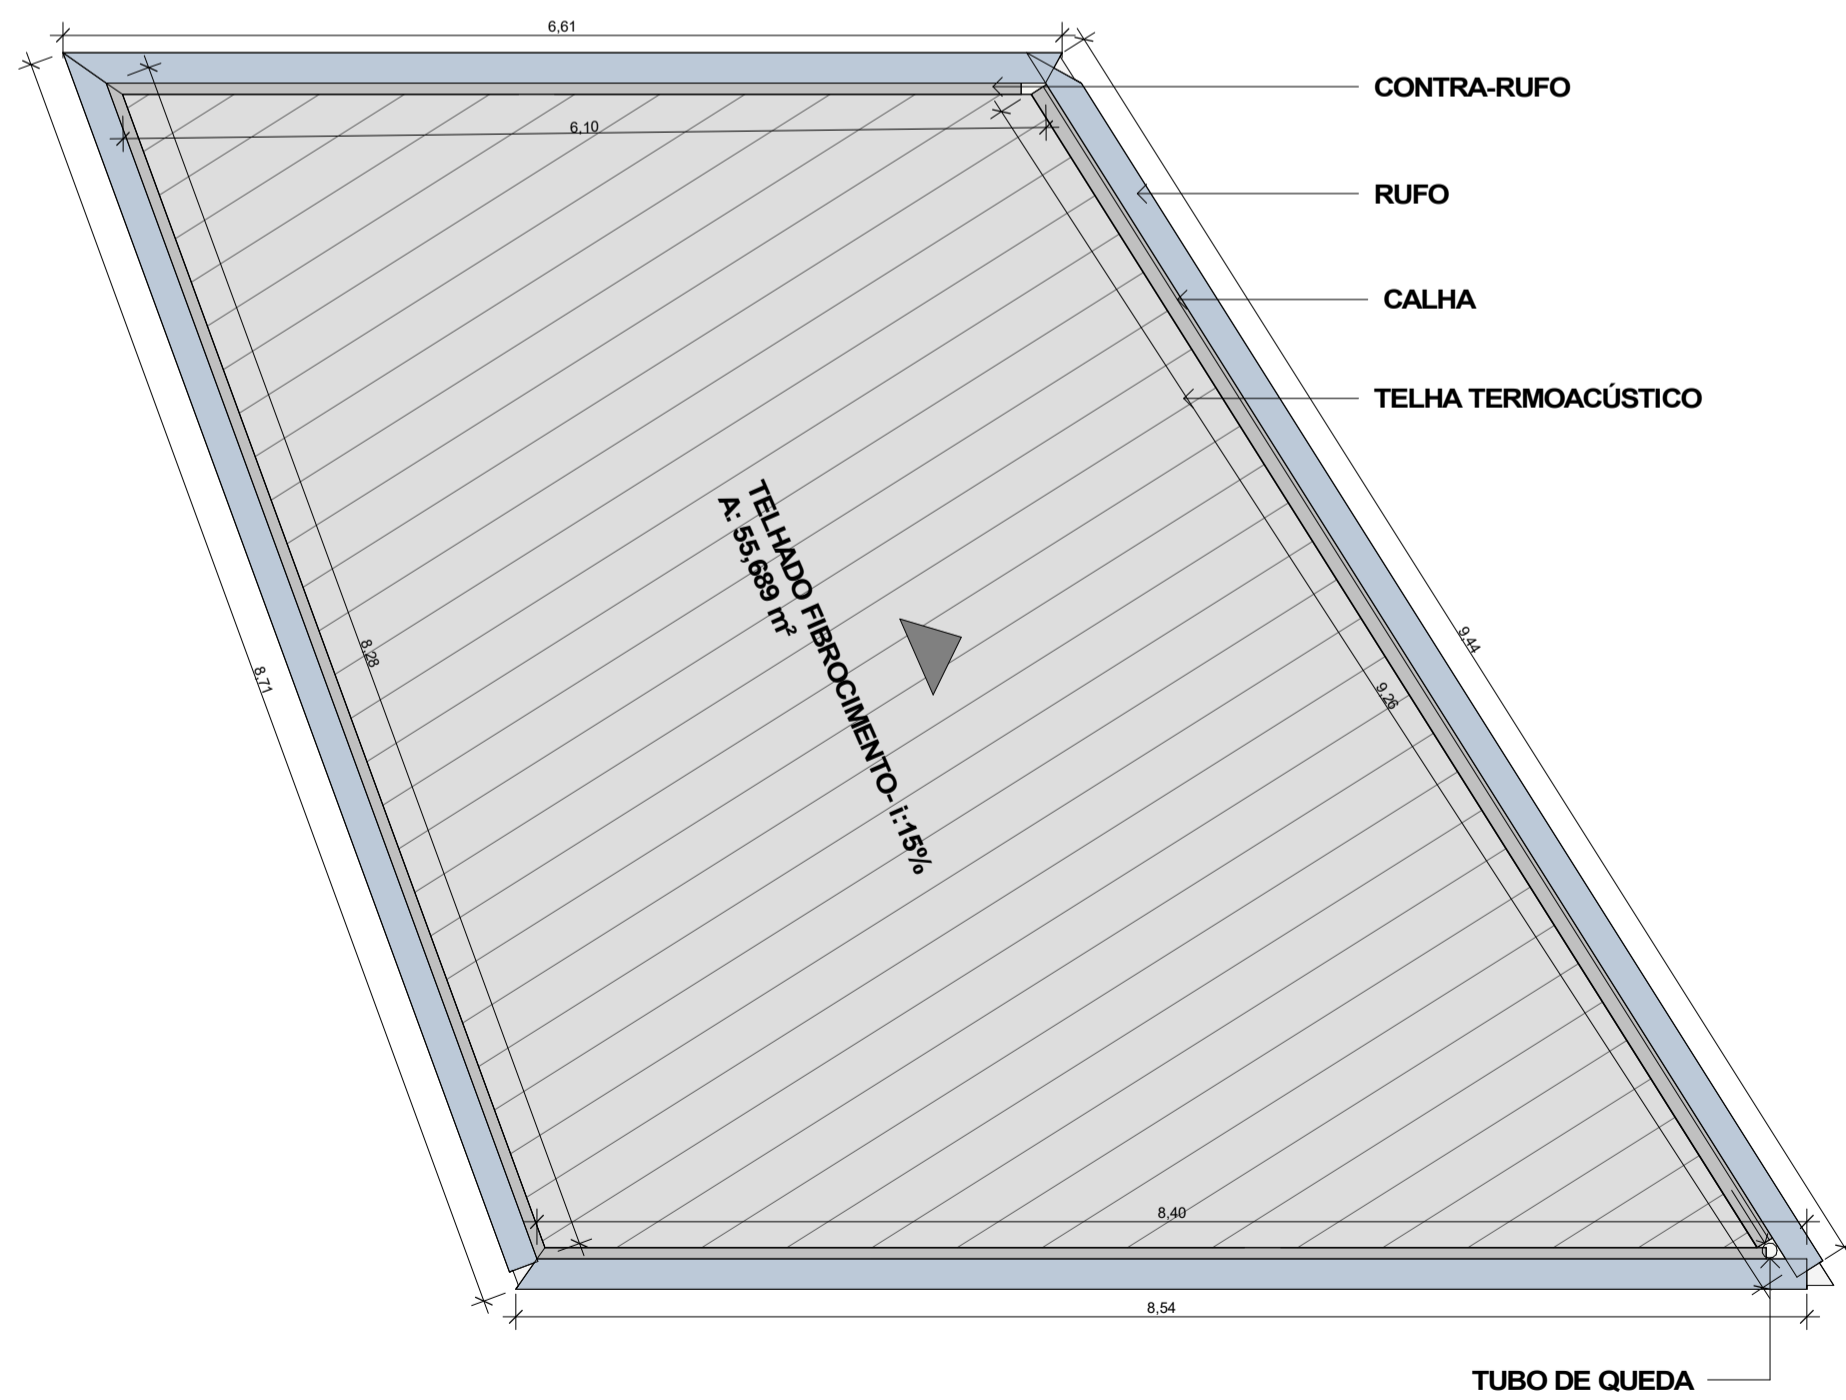 6,61
CONTRA-RUFO
6,10
RUFO
CALHA
TELHA TERMOACÚSTICO
TELHADO FIBROCIMENTO- i:15%
A: 55,689 m²
8,28
8,71
9,44
9,26
8,40
8,54
TUBO DE QUEDA